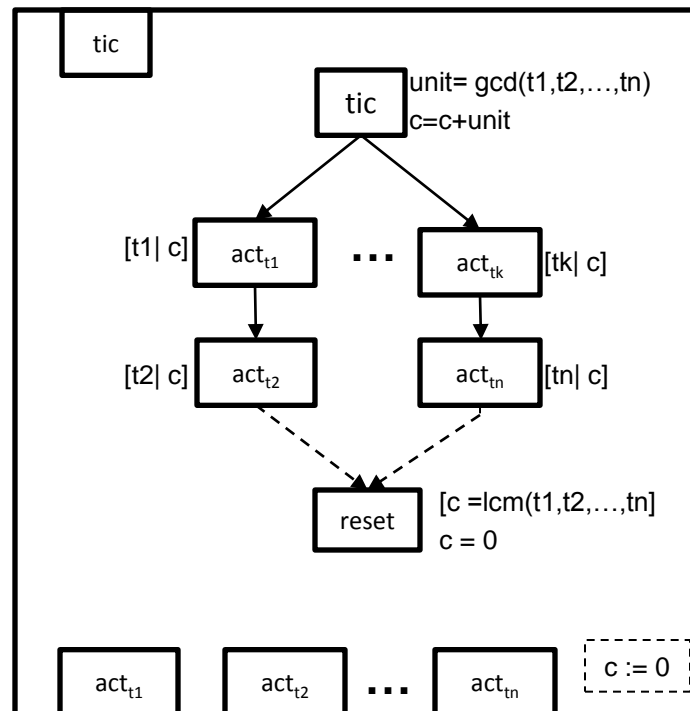 tic
tic
unit= gcd(t1,t2,...,tn)
c=c+unit
[t1| c]
act_t1
...
act_tk
[tk| c]
[t2| c]
act_t2
act_tn
[tn| c]
reset
[c =lcm(t1,t2,...,tn]
c = 0
act_t1
act_t2
...
act_tn
c := 0